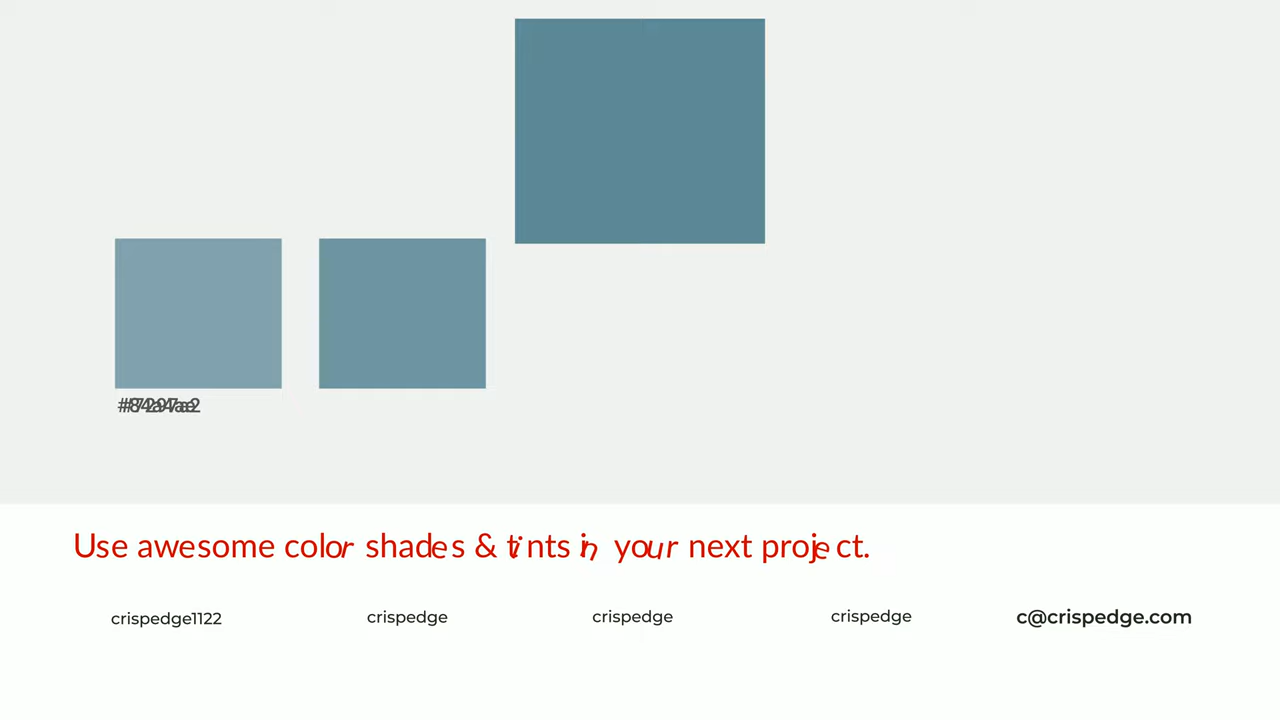 Use awesome color shades & tints in your next project.
crispedge1122 crispedge crispedge crispedge c@crispedge.com